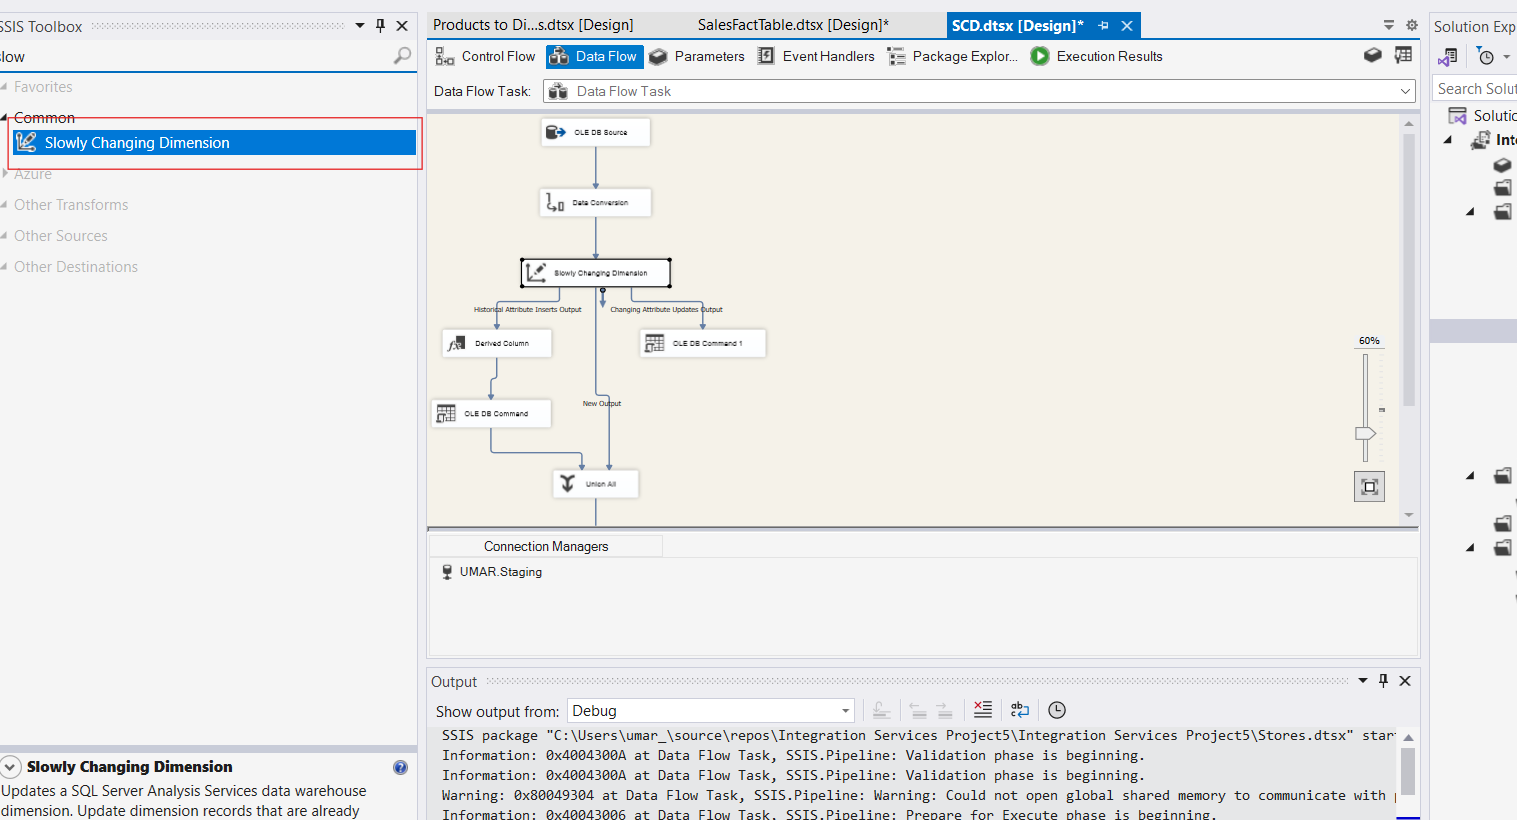 SSIS Toolbox
low
Favorites
Common
Slowly Changing Dimension
Azure
Other Transforms
Other Sources
Other Destinations
Slowly Changing Dimension
Updates a SQL Server Analysis Services data warehouse
dimension. Update dimension records that are already
Products to Di...s.dtsx [Design]
SalesFactTable.dtsx [Design]*
SCD.dtsx [Design]*
Control Flow
Data Flow
Parameters
Event Handlers
Package Explor...
Execution Results
Data Flow Task:
Data Flow Task
OLE DB Source
Data Conversion
Slowly Changing Dimension
Historical Attribute Inserts Output
Changing Attribute Updates Output
Derived Column
OLE DB Command 1
New Output
OLE DB Command
Union All
60%
Connection Managers
UMAR.Staging
Output
Show output from:
Debug
SSIS package "C:\Users\umar_\source\repos\Integration Services Project5\Integration Services Project5\Stores.dtsx" star
Information: 0x4004300A at Data Flow Task, SSIS.Pipeline: Validation phase is beginning.
Information: 0x4004300A at Data Flow Task, SSIS.Pipeline: Validation phase is beginning.
Warning: 0x80049304 at Data Flow Task, SSIS.Pipeline: Warning: Could not open global shared memory to communicate with
Information: 0x40043006 at Data Flow Task, SSIS.Pipeline: Prepare for Execute phase is beginning.
Solution Exp
Search Solut
Solutio
Inte